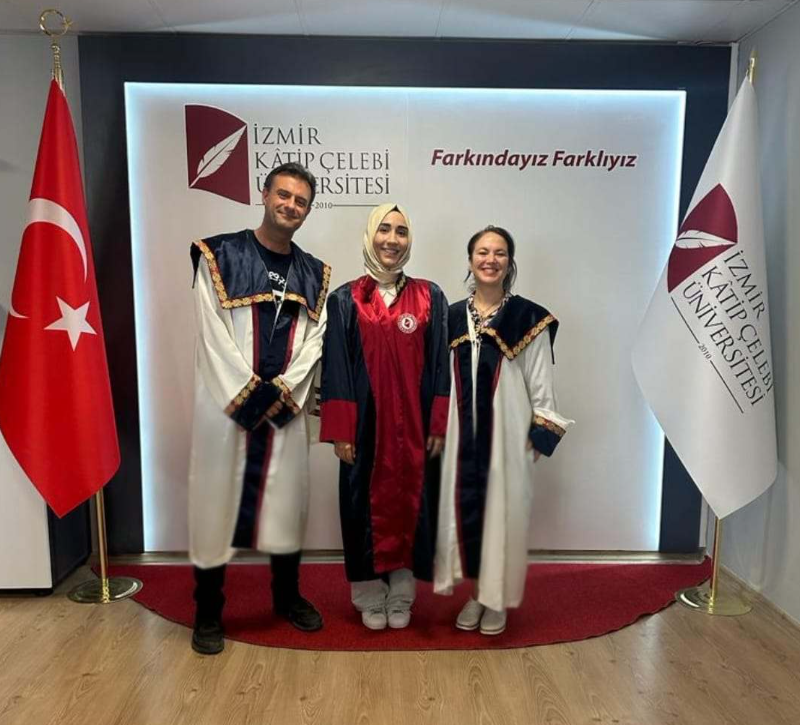 İZMİR
KÂTİP ÇELEBİ
ÜNİVERSİTESİ
2010
Farkındayız Farklıyız
İZMİR
KÂTİP ÇELEBİ
ÜNİVERSİTESİ
2010